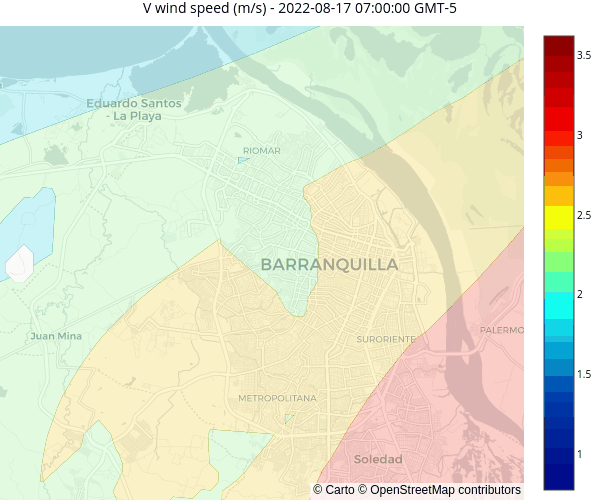 V wind speed (m/s) - 2022-08-17 07:00:00 GMT-5
3.5
Eduardo Santos
- La Playa
3
RIOMAR
2.5
BARRANQUILLA
2
Juan Mina
SURORIENTE
PALERMO
1.5
METROPOLITANA
1
Soledad
© Carto © OpenStreetMap contributors